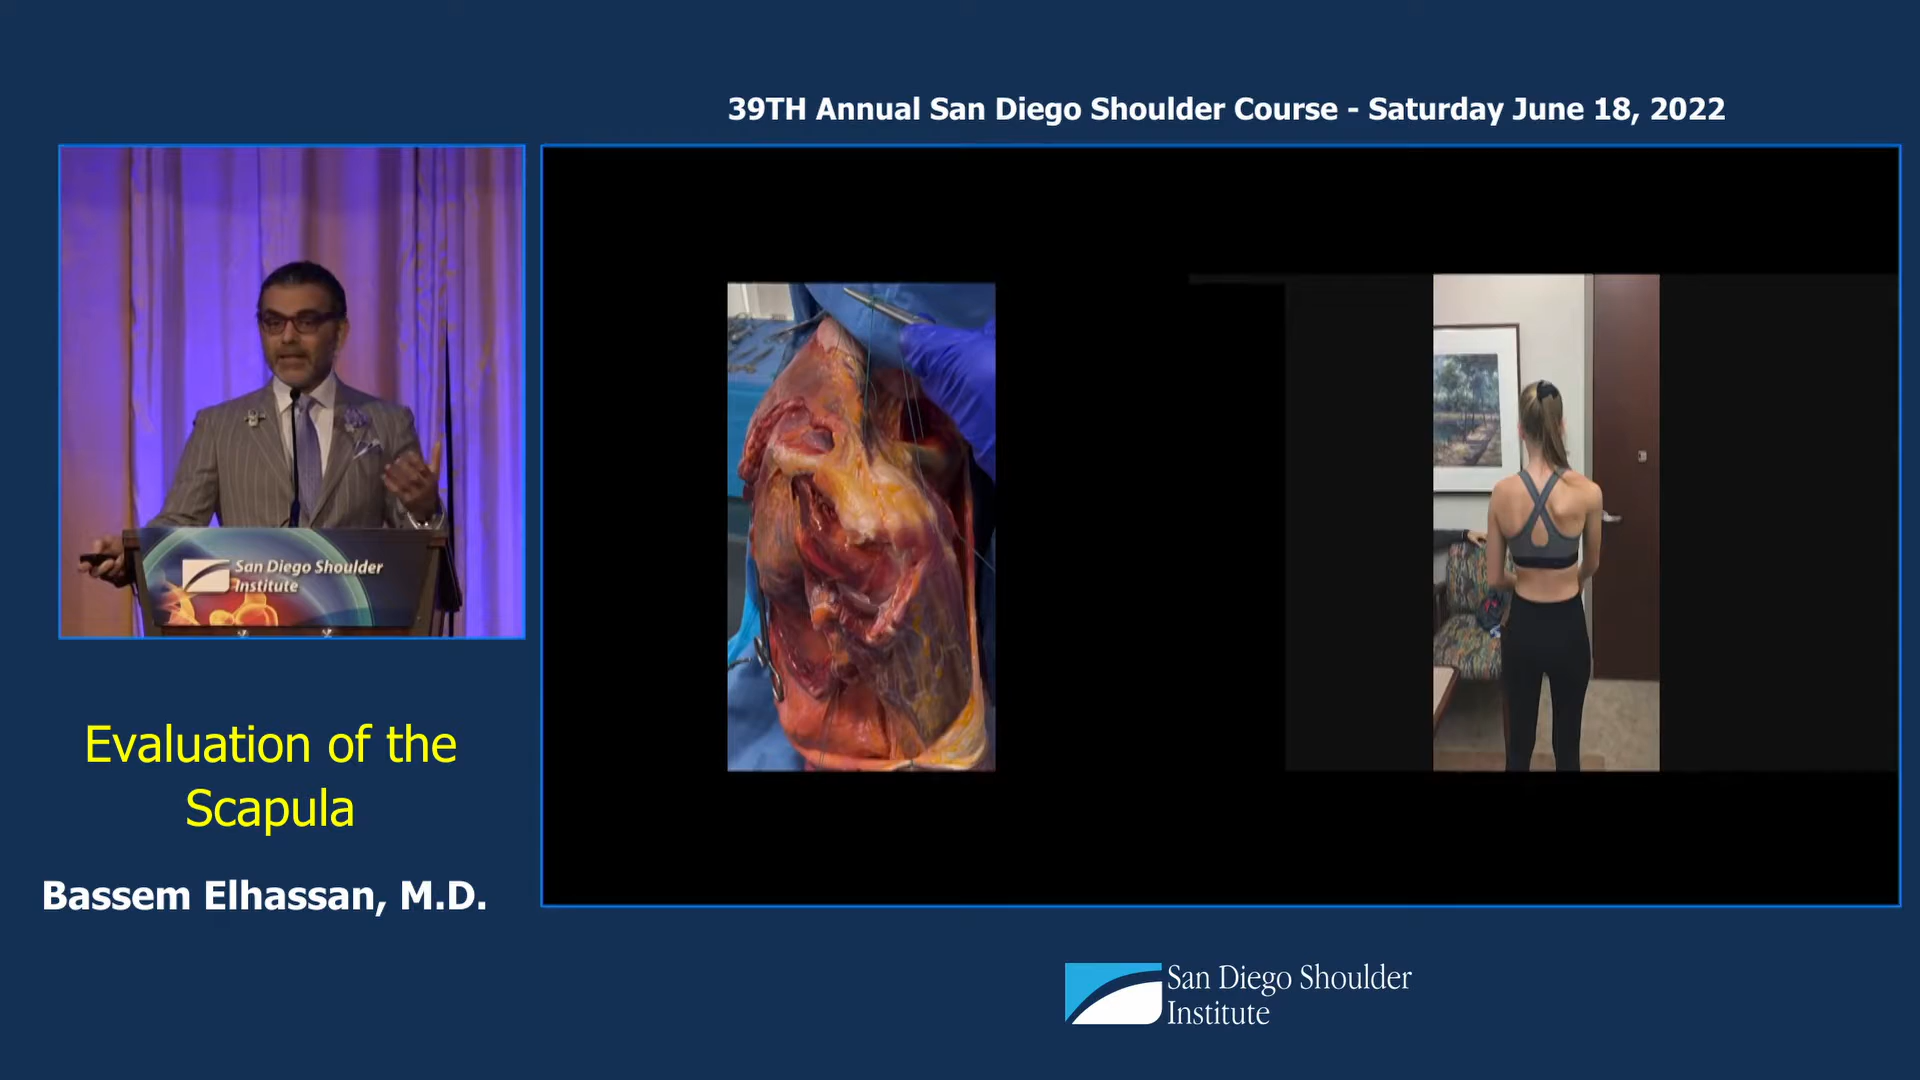 39TH Annual San Diego Shoulder Course - Saturday June 18, 2022
San Diego Shoulder
Institute
Evaluation of the
Scapula
Bassem Elhassan, M.D.
San Diego Shoulder
Institute